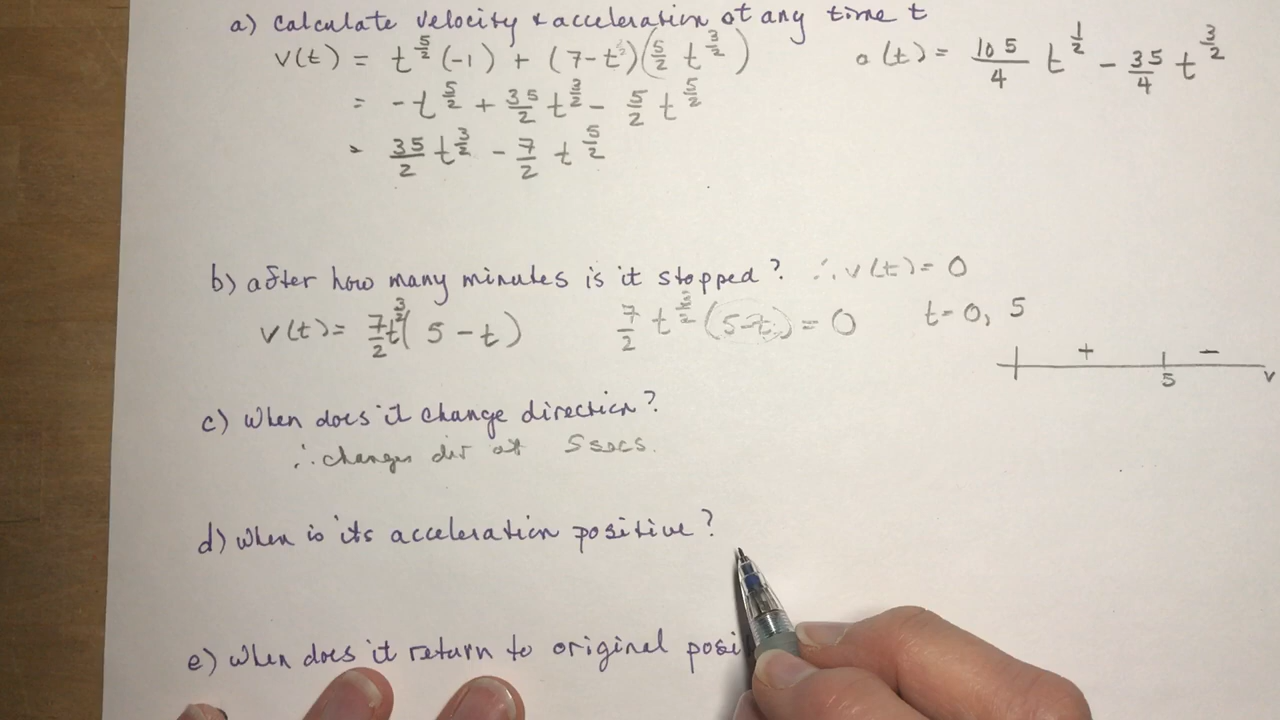 a) calculate velocity + acceleration at any time t
v(t) = t^{5/2}(-1) + (7-t)(5/2 t^{3/2})
a(t) = 105/4 t^{1/2} - 35/4 t^{3/2}
= -t^{5/2} + 35/2 t^{3/2} - 5/2 t^{5/2}
= 35/2 t^{3/2} - 7/2 t^{5/2}
b) after how many minutes is it stopped? ∴ v(t) = 0
v(t) = 7/2 t^{3/2}(5-t) 7/2 t^{3/2}(5-t) = 0 t = 0, 5
+ -
5 v
c) When does it change direction?
∴ changes dir at 5 secs.
d) When is its acceleration positive?
e) When does it return to original posi